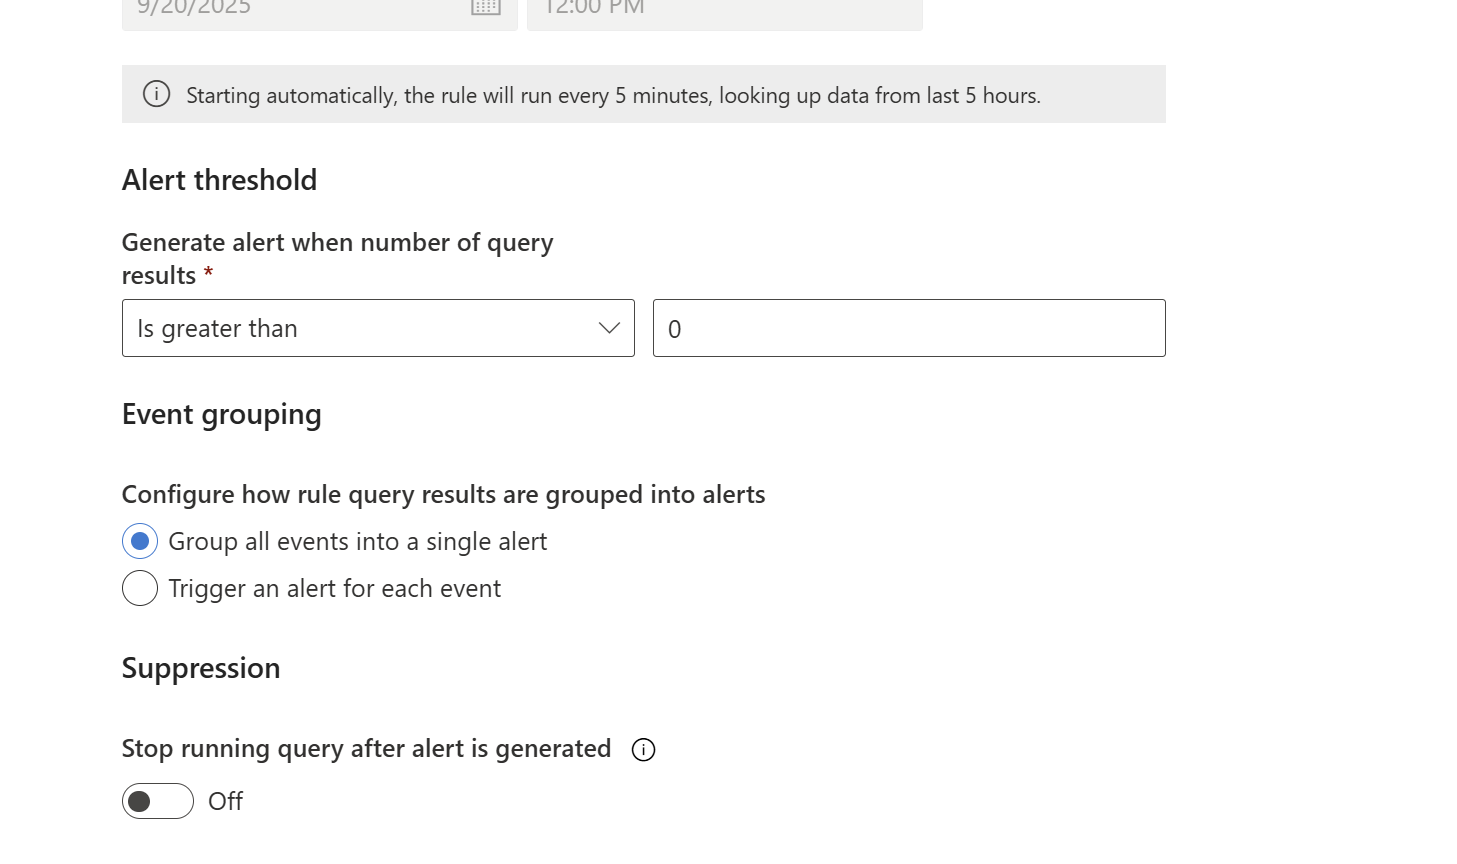 9/20/2025
12:00 PM
Starting automatically, the rule will run every 5 minutes, looking up data from last 5 hours.
Alert threshold
Generate alert when number of query
results *
Is greater than
0
Event grouping
Configure how rule query results are grouped into alerts
Group all events into a single alert
Trigger an alert for each event
Suppression
Stop running query after alert is generated
Off